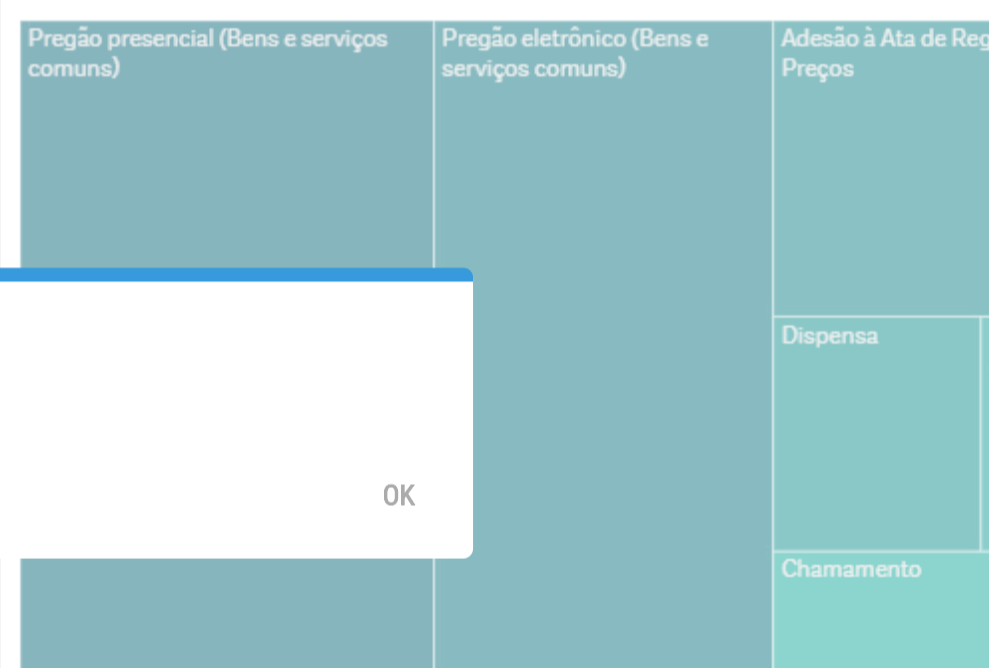 Pregão presencial (Bens e serviços
comuns)
Pregão eletrônico (Bens e
serviços comuns)
Adesão à Ata de Reg
Preços
Dispensa
OK
Chamamento